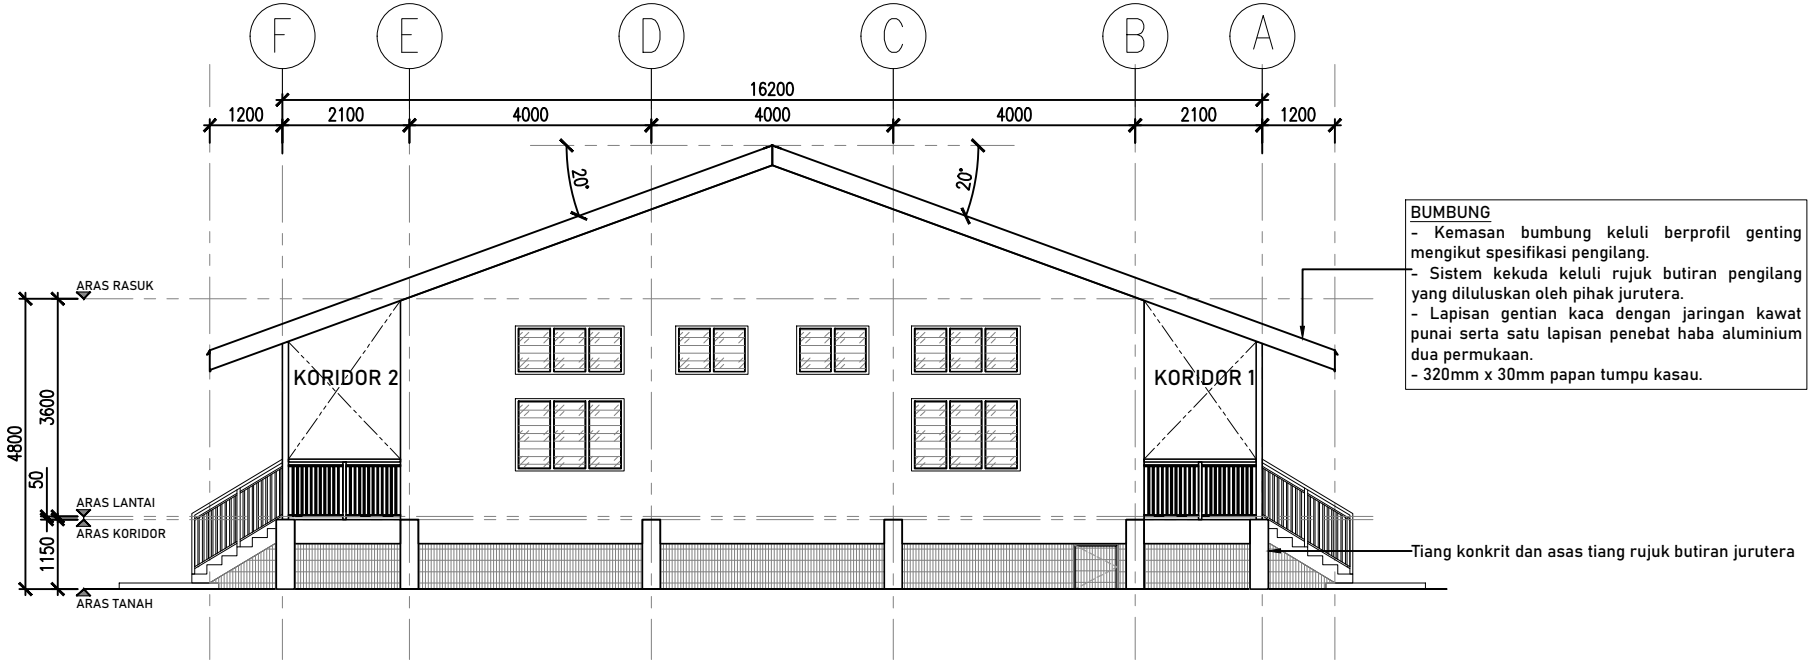 F E D C B A
16200
1200 2100 4000 4000 4000 2100 1200
20° 20°
BUMBUNG
- Kemasan bumbung keluli berprofil genting
mengikut spesifikasi pengilang.
- Sistem kekuda keluli rujuk butiran pengilang
yang diluluskan oleh pihak jurutera.
- Lapisan gentian kaca dengan jaringan kawat
punai serta satu lapisan penebat haba aluminium
dua permukaan.
- 320mm x 30mm papan tumpu kasau.
ARAS RASUK
KORIDOR 2 KORIDOR 1
3600
4800
50
ARAS LANTAI
ARAS KORIDOR
1150
Tiang konkrit dan asas tiang rujuk butiran jurutera
ARAS TANAH